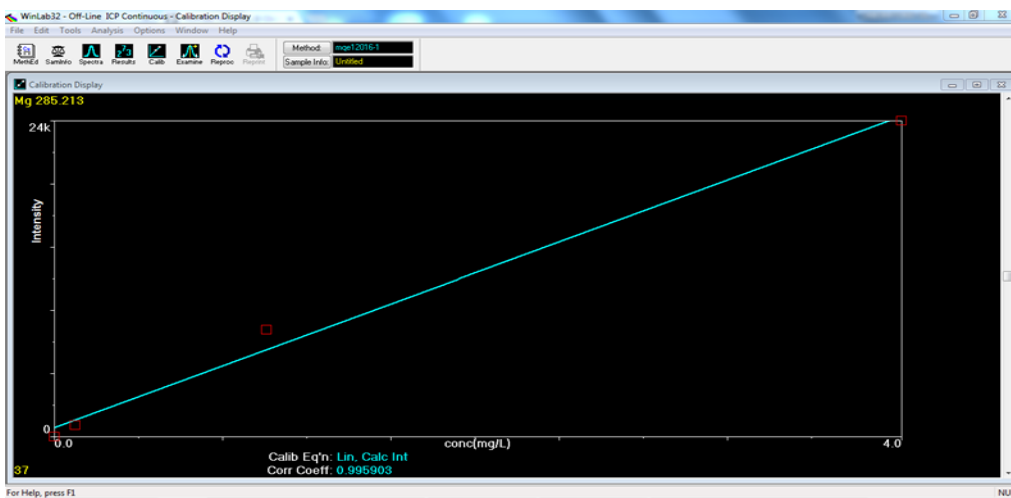 WinLab32 - Off-Line ICP Continuous - Calibration Display
File Edit Tools Analysis Options Window Help
MethEd SamInfo Spectra Results Calib Examine Reproc Reprint
Method: mge12016-1
Sample Info: Untitled
Calibration Display
Mg 285.213
24k
Intensity
0
0.0 conc(mg/L) 4.0
Calib Eq'n: Lin, Calc Int
37 Corr Coeff: 0.995903
For Help, press F1 NU